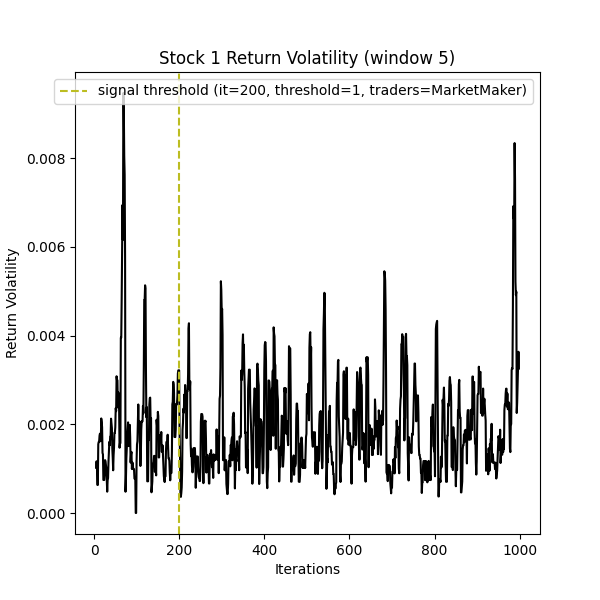 Stock 1 Return Volatility (window 5)
signal threshold (it=200, threshold=1, traders=MarketMaker)
Return Volatility
0.008
0.006
0.004
0.002
0.000
0 200 400 600 800 1000
Iterations